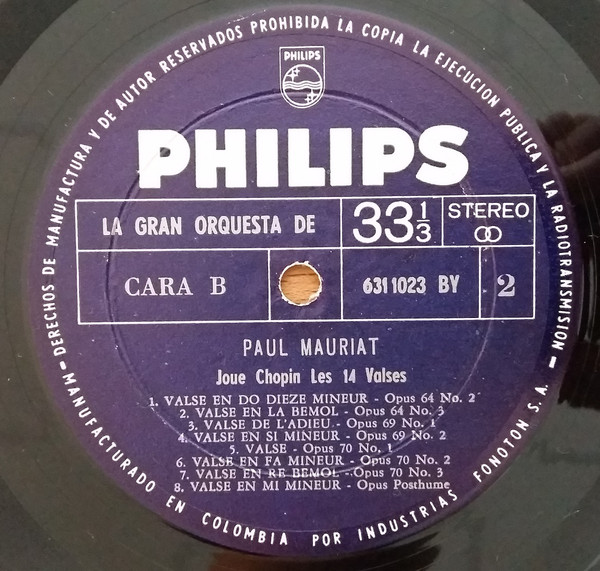 DERECHOS DE MANUFACTURA Y DE AUTOR RESERVADOS PROHIBIDA LA COPIA LA EJECUCION PUBLICA Y LA RADIOTRANSMISION
PHILIPS
PHILIPS
LA GRAN ORQUESTA DE 33 1/3 STEREO
CARA B 6311023 BY 2
PAUL MAURIAT
Joue Chopin Les 14 Valses
1. VALSE EN DO DIEZE MINEUR - Opus 64 No. 2
2. VALSE EN LA BEMOL - Opus 64 No. 3
3. VALSE DE L'ADIEU - Opus 69 No. 1
4. VALSE EN SI MINEUR - Opus 69 No. 2
5. VALSE - Opus 70 No. 1
6. VALSE EN FA MINEUR - Opus 70 No. 2
7. VALSE EN RE BEMOL - Opus 70 No. 3
8. VALSE EN MI MINEUR - Opus Posthume
MANUFACTURADO EN COLOMBIA POR INDUSTRIAS FONOTON S. A.